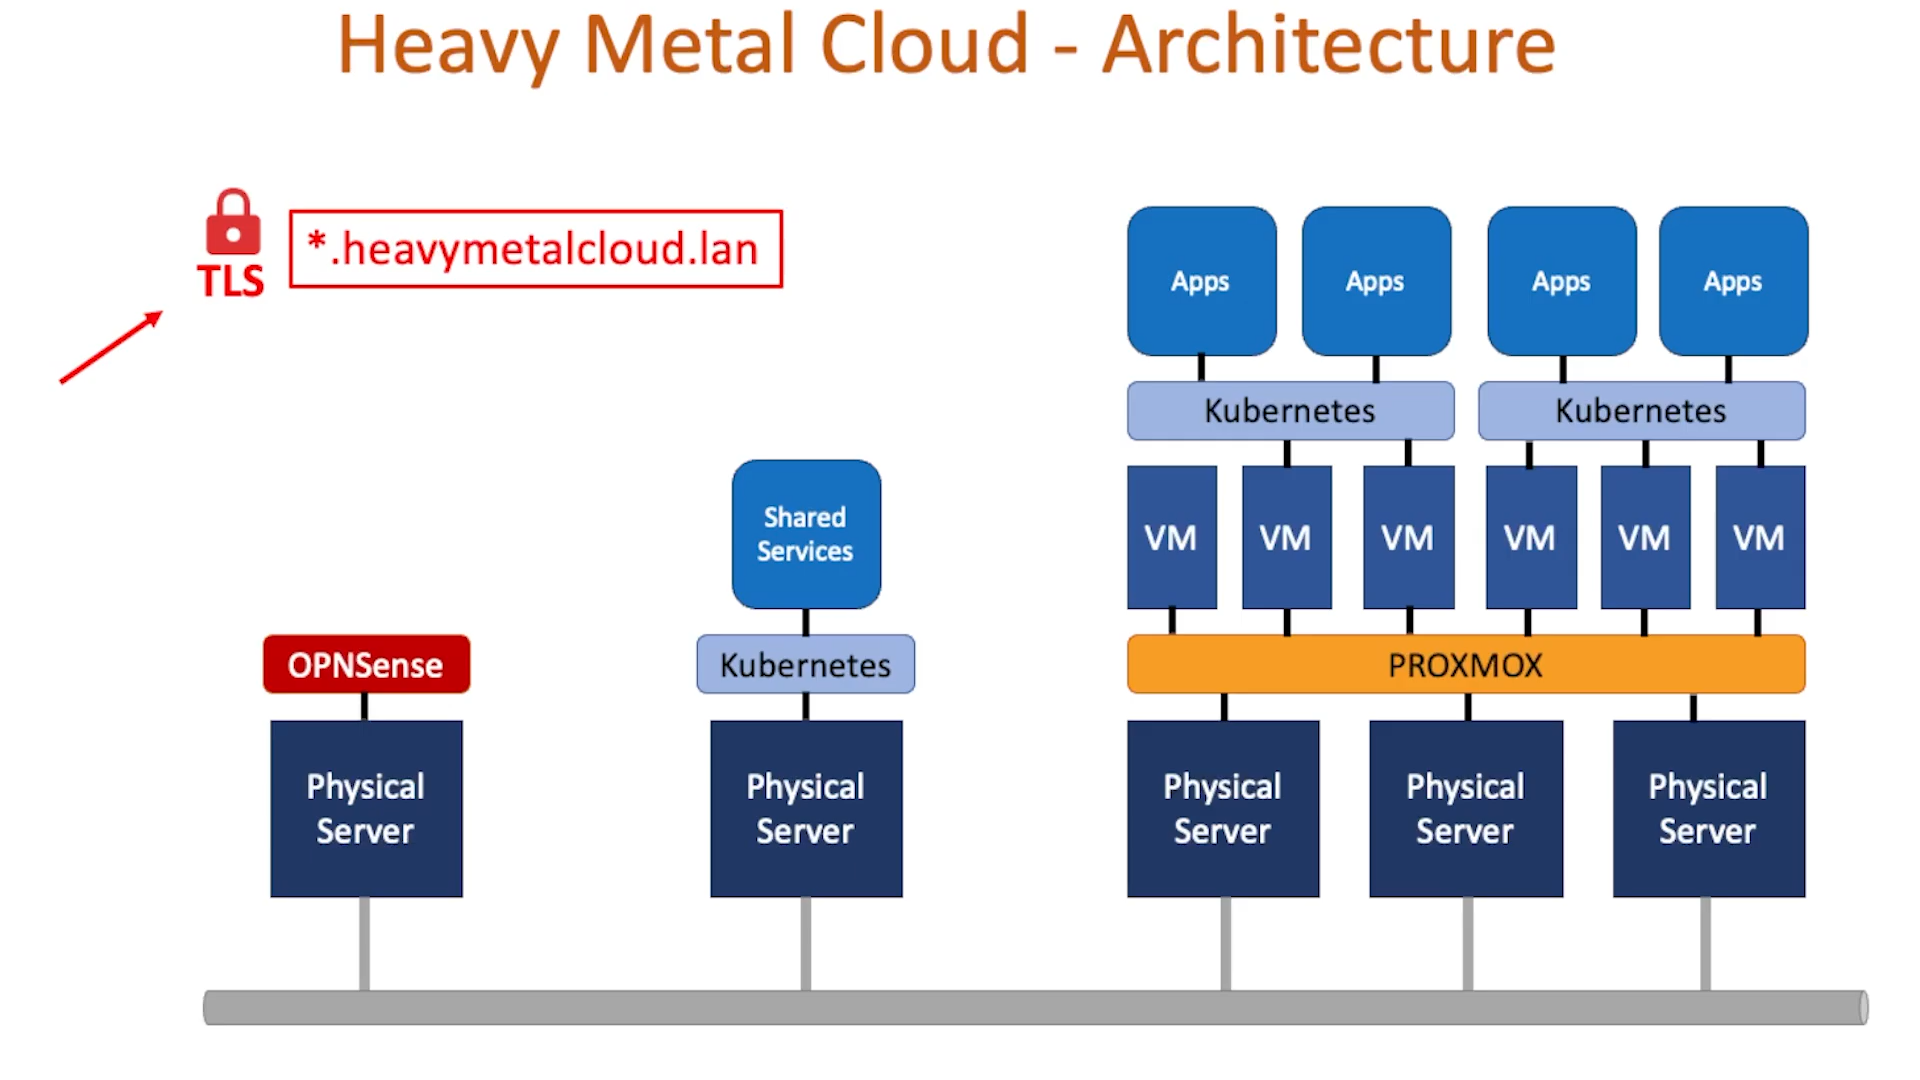 Heavy Metal Cloud - Architecture
TLS
*.heavymetalcloud.lan
Apps
Apps
Apps
Apps
Kubernetes
Kubernetes
Shared
Services
VM
VM
VM
VM
VM
VM
OPNSense
Kubernetes
PROXMOX
Physical
Server
Physical
Server
Physical
Server
Physical
Server
Physical
Server